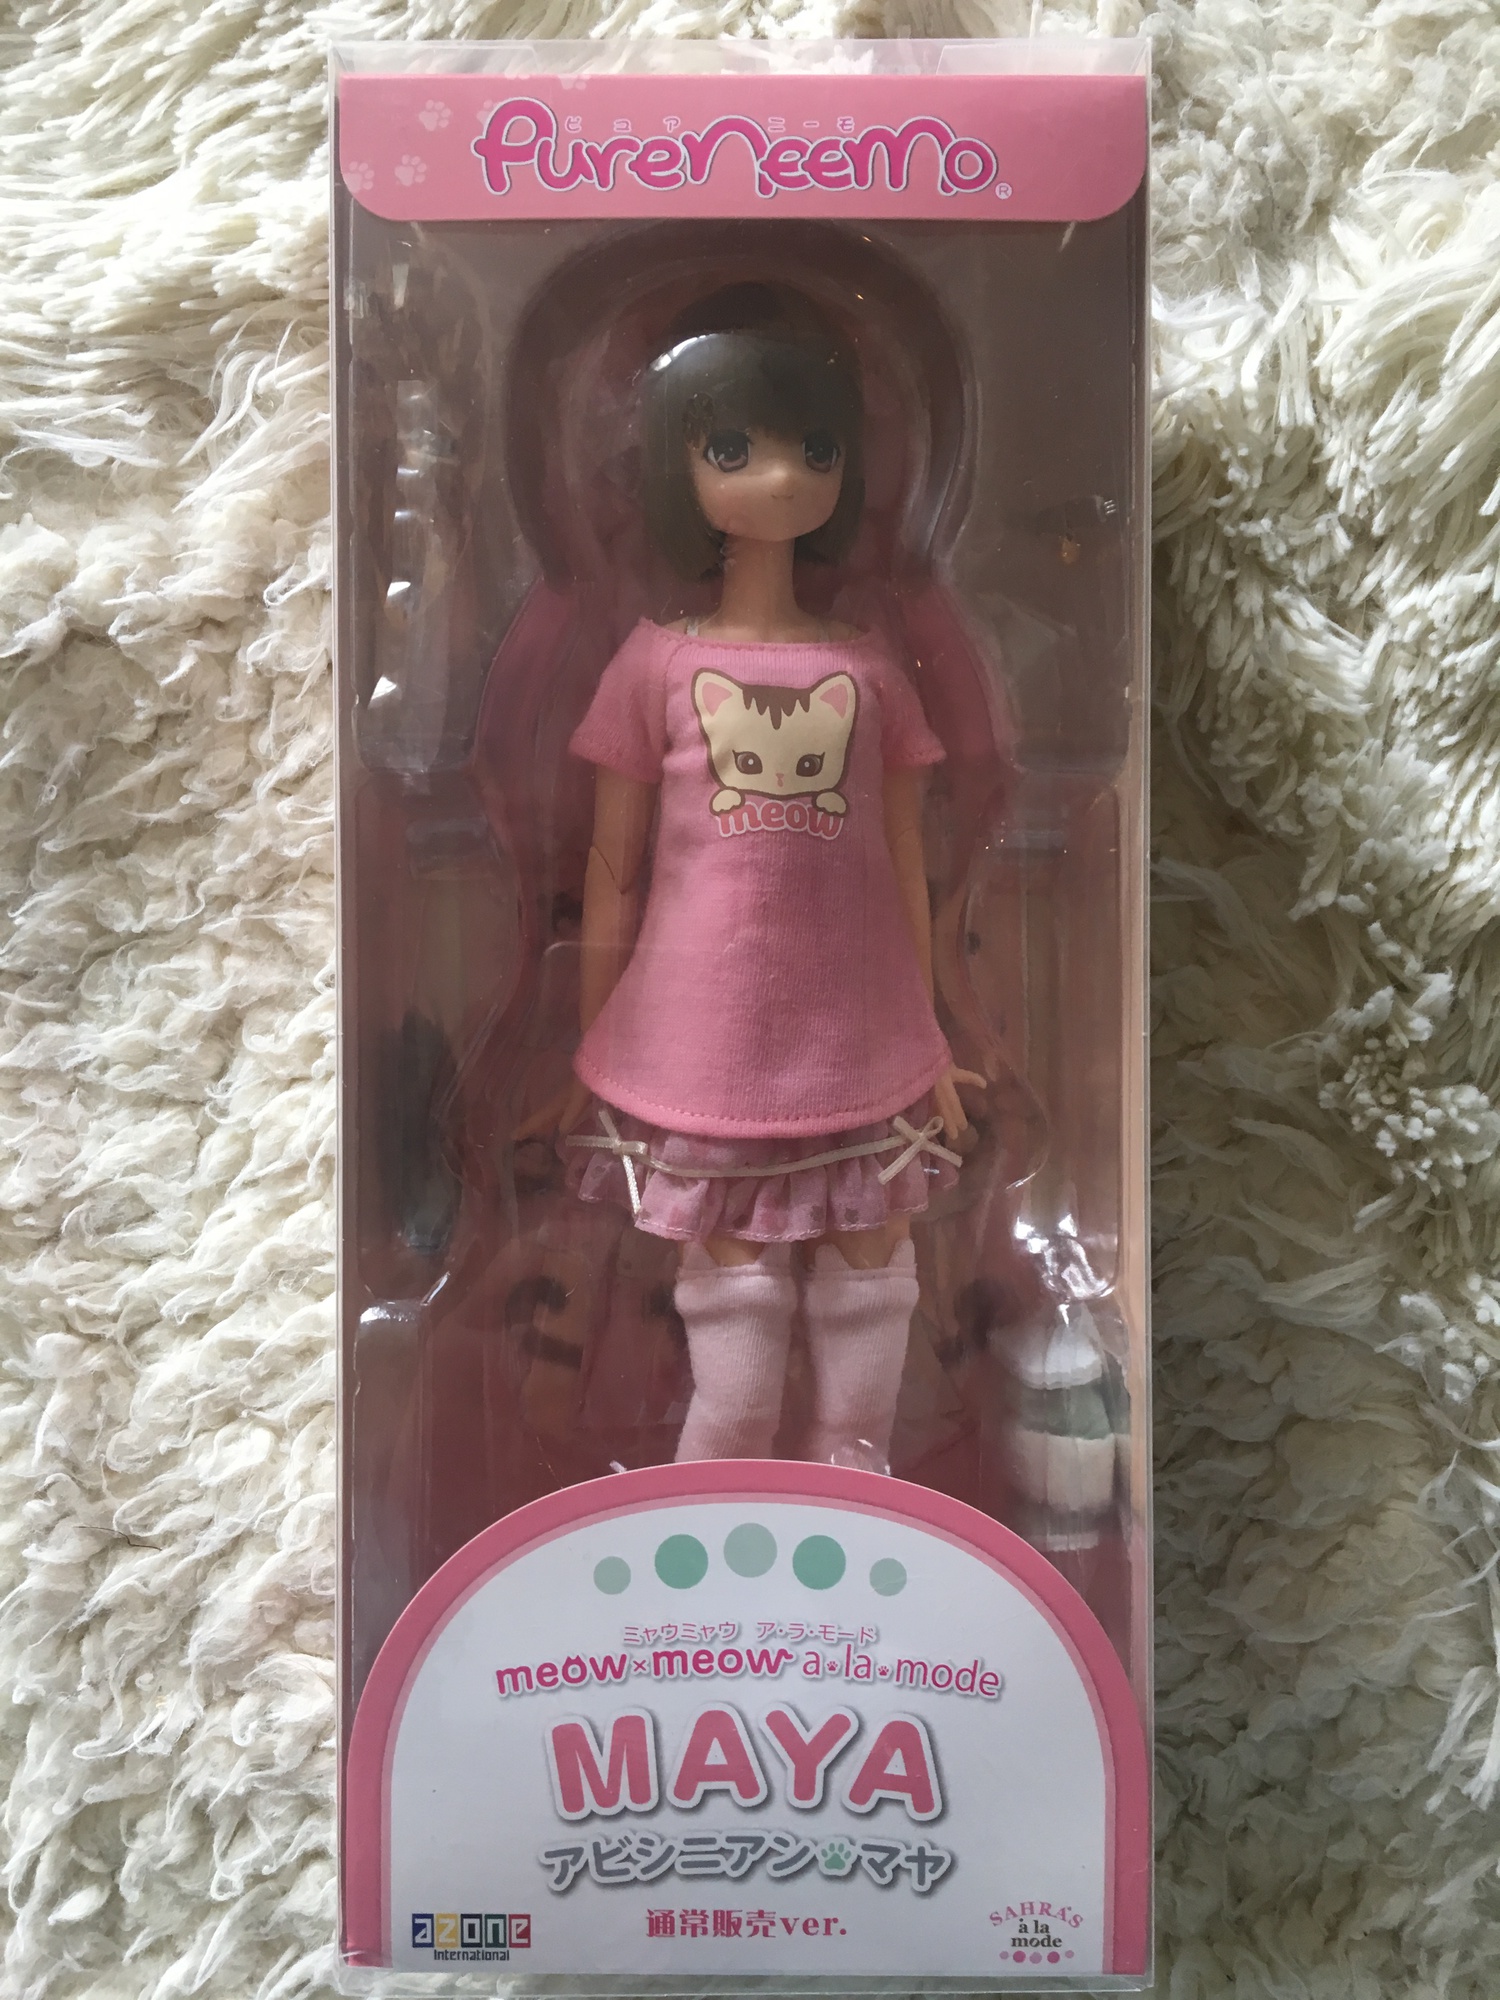 ピュアニーモ
PureNeemo®
meow
ミャウミャウ ア・ラ・モード
meow×meow a・la・mode
MAYA
アビシニアン マヤ
通常販売ver.
azone
International
SAHRA'S
à la
mode